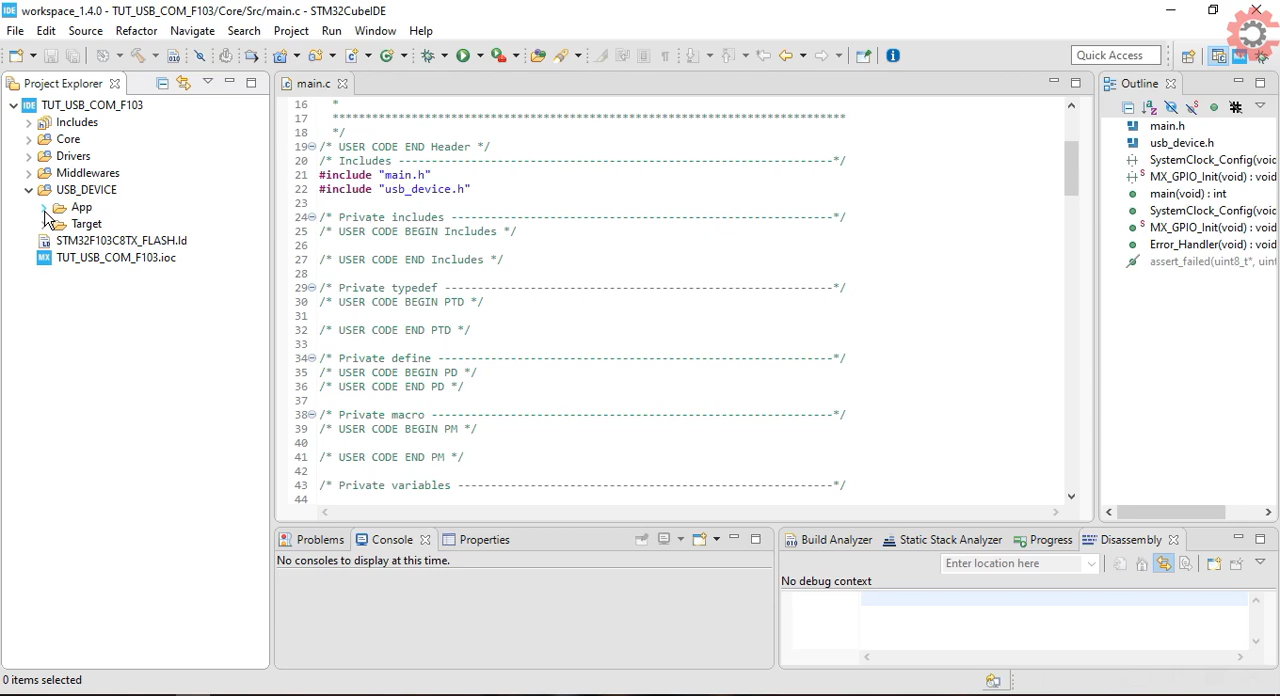 workspace_1.4.0 - TUT_USB_COM_F103/Core/Src/main.c - STM32CubeIDE
File Edit Source Refactor Navigate Search Project Run Window Help
Quick Access
Project Explorer
TUT_USB_COM_F103
Includes
Core
Drivers
Middlewares
USB_DEVICE
App
Target
STM32F103C8TX_FLASH.ld
TUT_USB_COM_F103.ioc
main.c
16 *
17 ******************************************************************************
18 */
19 /* USER CODE END Header */
20 /* Includes ------------------------------------------------------------------*/
21 #include "main.h"
22 #include "usb_device.h"
23
24 /* Private includes ----------------------------------------------------------*/
25 /* USER CODE BEGIN Includes */
26
27 /* USER CODE END Includes */
28
29 /* Private typedef -----------------------------------------------------------*/
30 /* USER CODE BEGIN PTD */
31
32 /* USER CODE END PTD */
33
34 /* Private define ------------------------------------------------------------*/
35 /* USER CODE BEGIN PD */
36 /* USER CODE END PD */
37
38 /* Private macro -------------------------------------------------------------*/
39 /* USER CODE BEGIN PM */
40
41 /* USER CODE END PM */
42
43 /* Private variables ---------------------------------------------------------*/
44
Outline
main.h
usb_device.h
SystemClock_Config(voi
MX_GPIO_Init(void) : void
main(void) : int
SystemClock_Config(voi
MX_GPIO_Init(void) : void
Error_Handler(void) : voi
assert_failed(uint8_t*, uint
Problems Console Properties
No consoles to display at this time.
Build Analyzer Static Stack Analyzer Progress Disassembly
Enter location here
No debug context
0 items selected